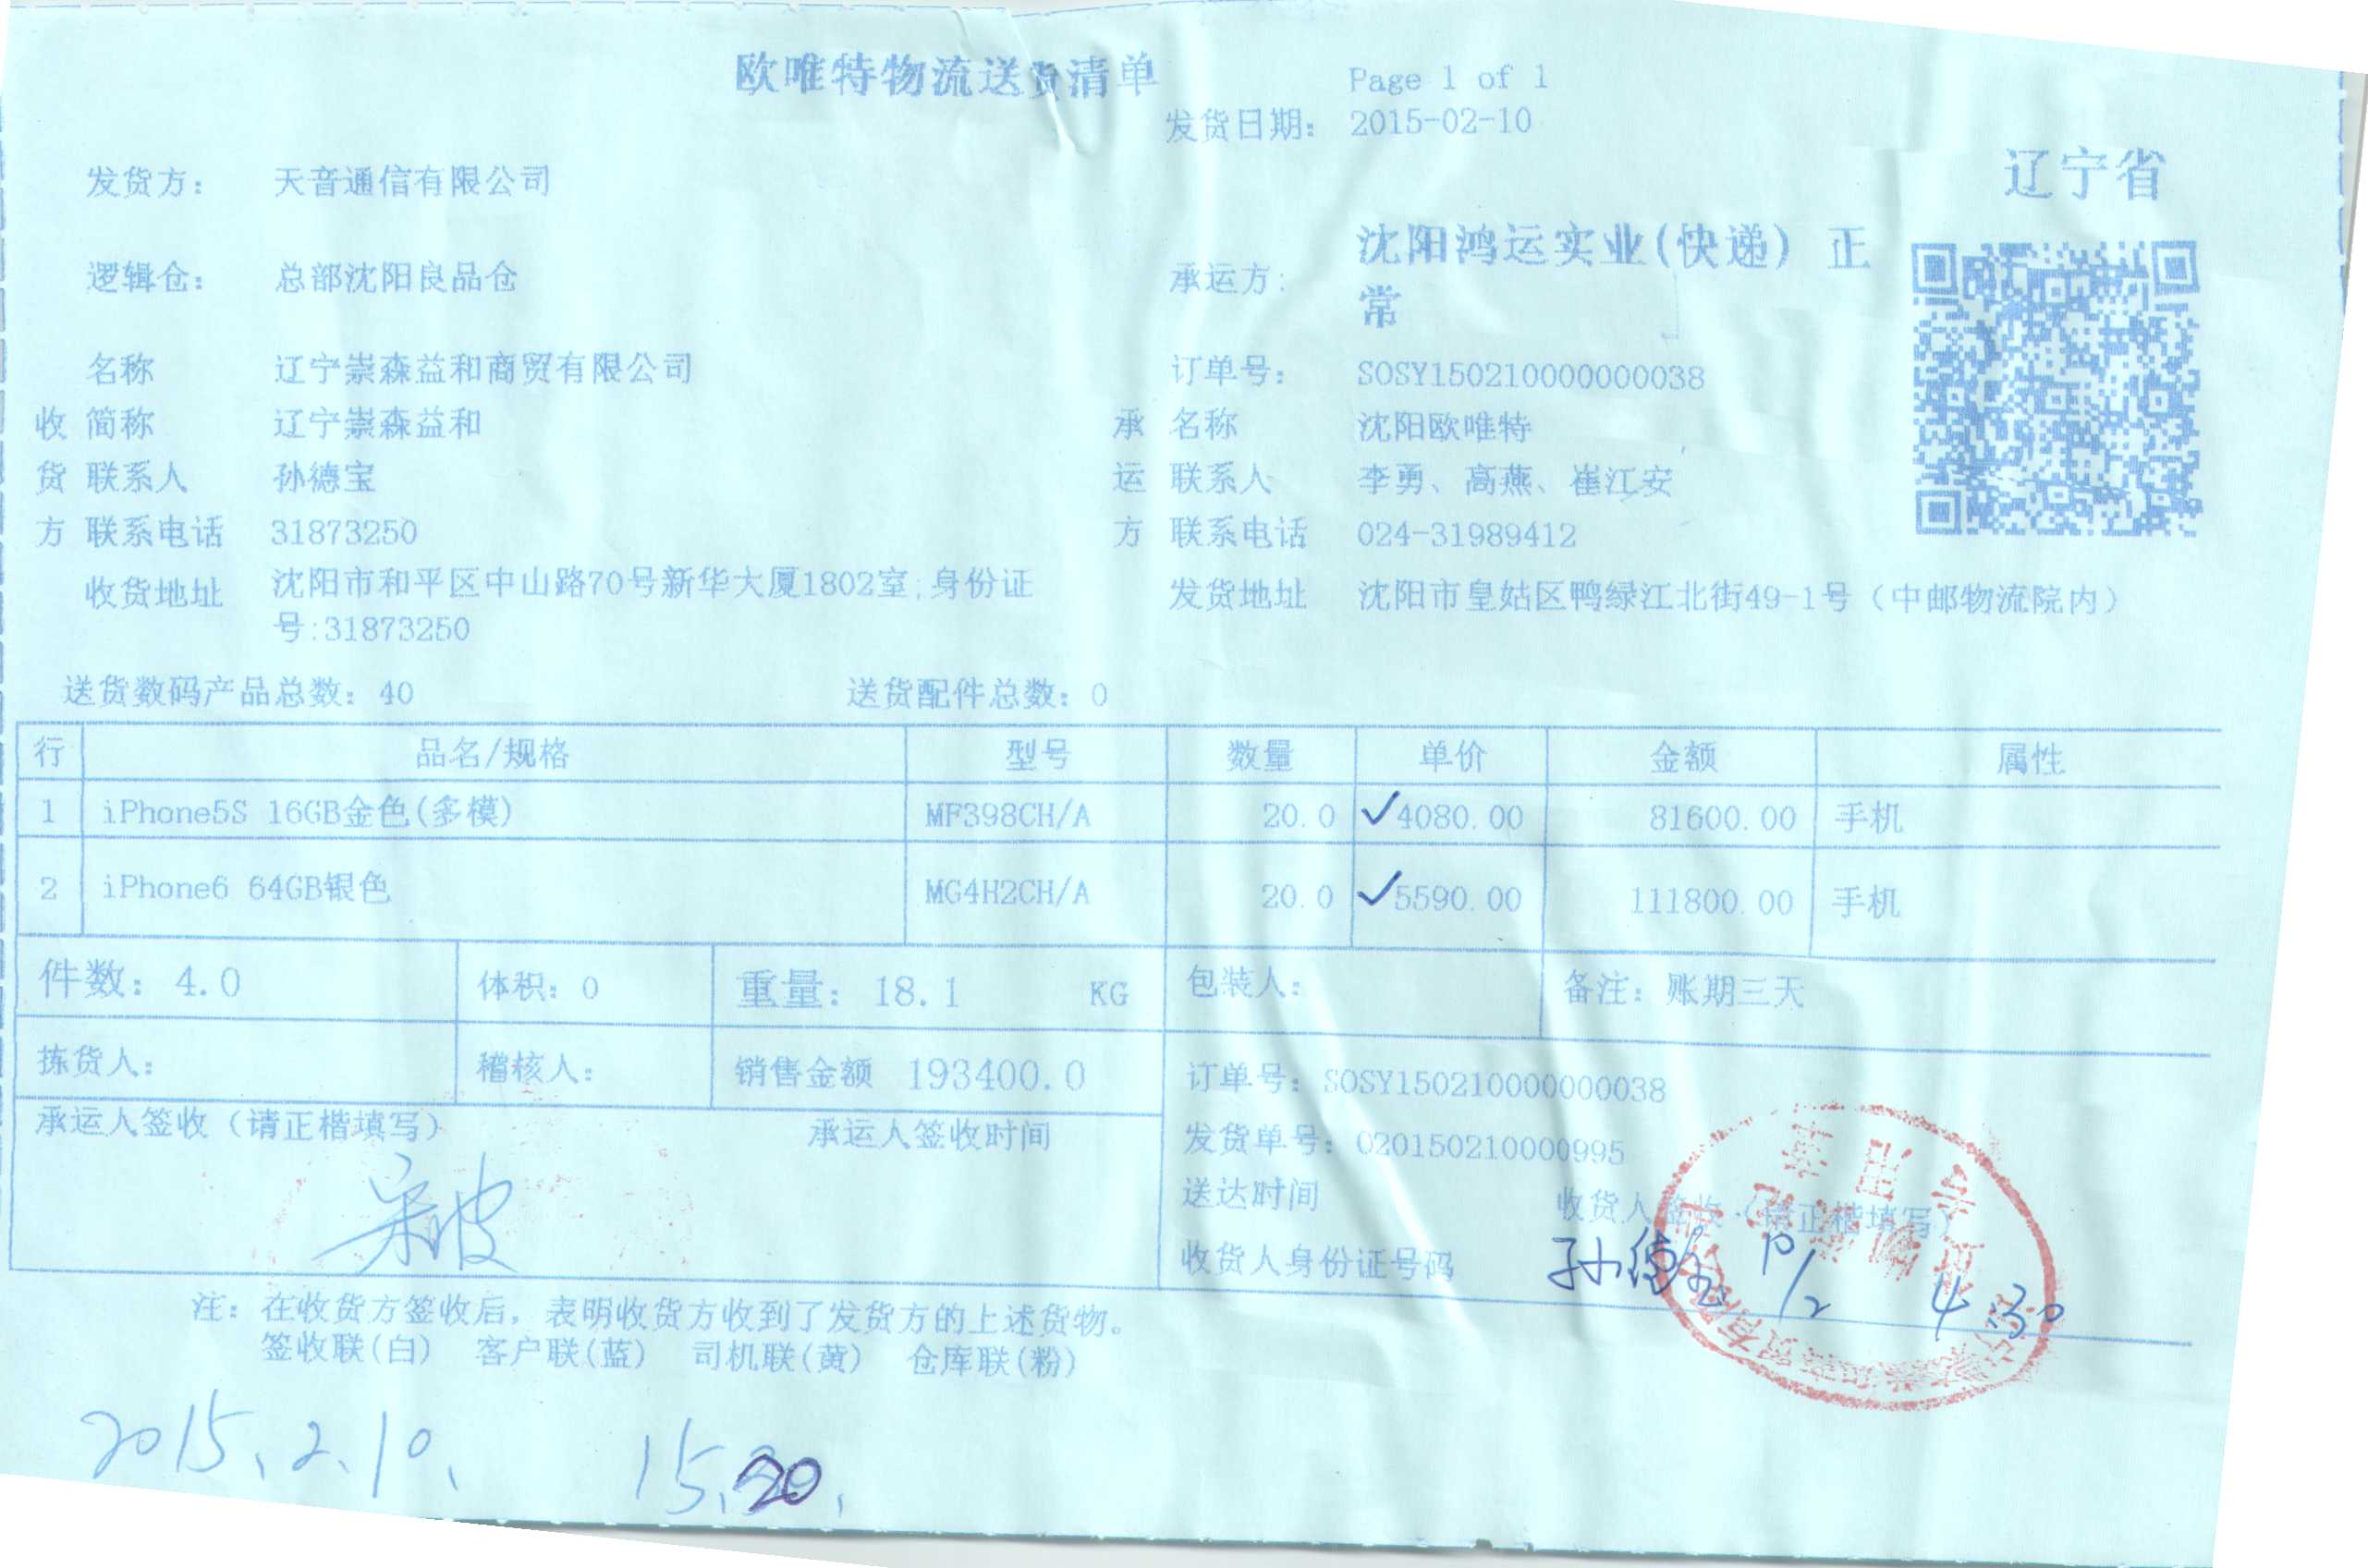 欧唯特物流送货清单 Page 1 of 1
发货日期： 2015-02-10
辽宁省
发货方： 天音通信有限公司
逻辑仓： 总部沈阳良品仓
承运方： 沈阳鸿运实业(快递) 正
常
名称 辽宁崇森益和商贸有限公司 订单号： SOSY150210000000038
收 简称 辽宁崇森益和 承 名称 沈阳欧唯特
货 联系人 孙德宝 运 联系人 李勇、高燕、崔江安
方 联系电话 31873250 方 联系电话 024-31989412
收货地址 沈阳市和平区中山路70号新华大厦1802室;身份证
号:31873250
发货地址 沈阳市皇姑区鸭绿江北街49-1号（中邮物流院内）
送货数码产品总数：40 送货配件总数：0
行 品名/规格 型号 数量 单价 金额 属性
1 iPhone5S 16GB金色(多模) MF398CH/A 20.0 ✓4080.00 81600.00 手机
2 iPhone6 64GB银色 MG4H2CH/A 20.0 ✓5590.00 111800.00 手机
件数：4.0 体积：0 重量：18.1 KG 包装人： 备注：账期三天
拣货人： 稽核人： 销售金额 193400.0 订单号：SOSY150210000000038
承运人签收（请正楷填写） 承运人签收时间
宋波
发货单号：020150210000995
送达时间 收货人签收（请正楷填写）
收货人身份证号码 孙德宝 10/2 4:30
注：在收货方签收后，表明收货方收到了发货方的上述货物。
签收联(白) 客户联(蓝) 司机联(黄) 仓库联(粉)
2015.2.10. 15.20.